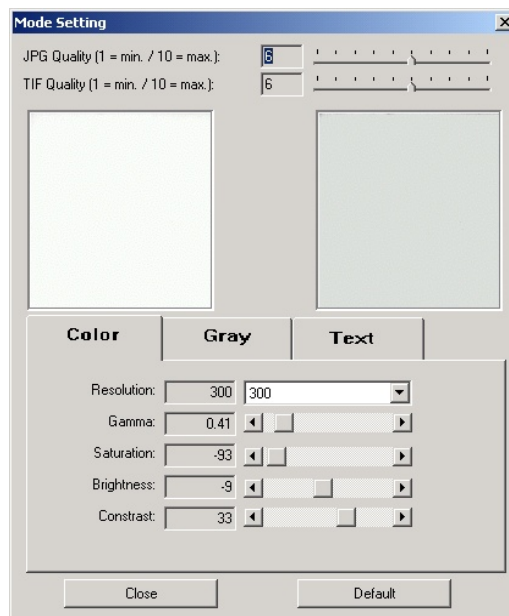 Mode Setting
JPG Quality (1 = min. / 10 = max.): 6
TIF Quality (1 = min. / 10 = max.): 6
Color Gray Text
Resolution: 300 300
Gamma: 0.41
Saturation: -93
Brightness: -9
Constrast: 33
Close Default